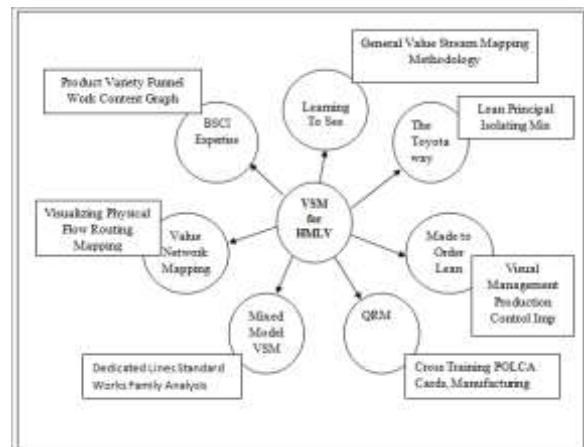 General Value Stream Mapping
Methodology
Product Variety Funnel
Work Content Graph
Learning
To See
Lean Principal
Isolating Min
BSCI
Expertise
The
Toyota
way
VSM
for
HMLV
Visualizing Physical
Flow Routing
Mapping
Value
Network
Mapping
Made to
Order
Lean
Visual
Management
Production
Control Imp
Mixed
Model
VSM
QRM
Dedicated Lines Standard
Works Family Analysis
Cross Training POLCA
Cards, Manufacturing